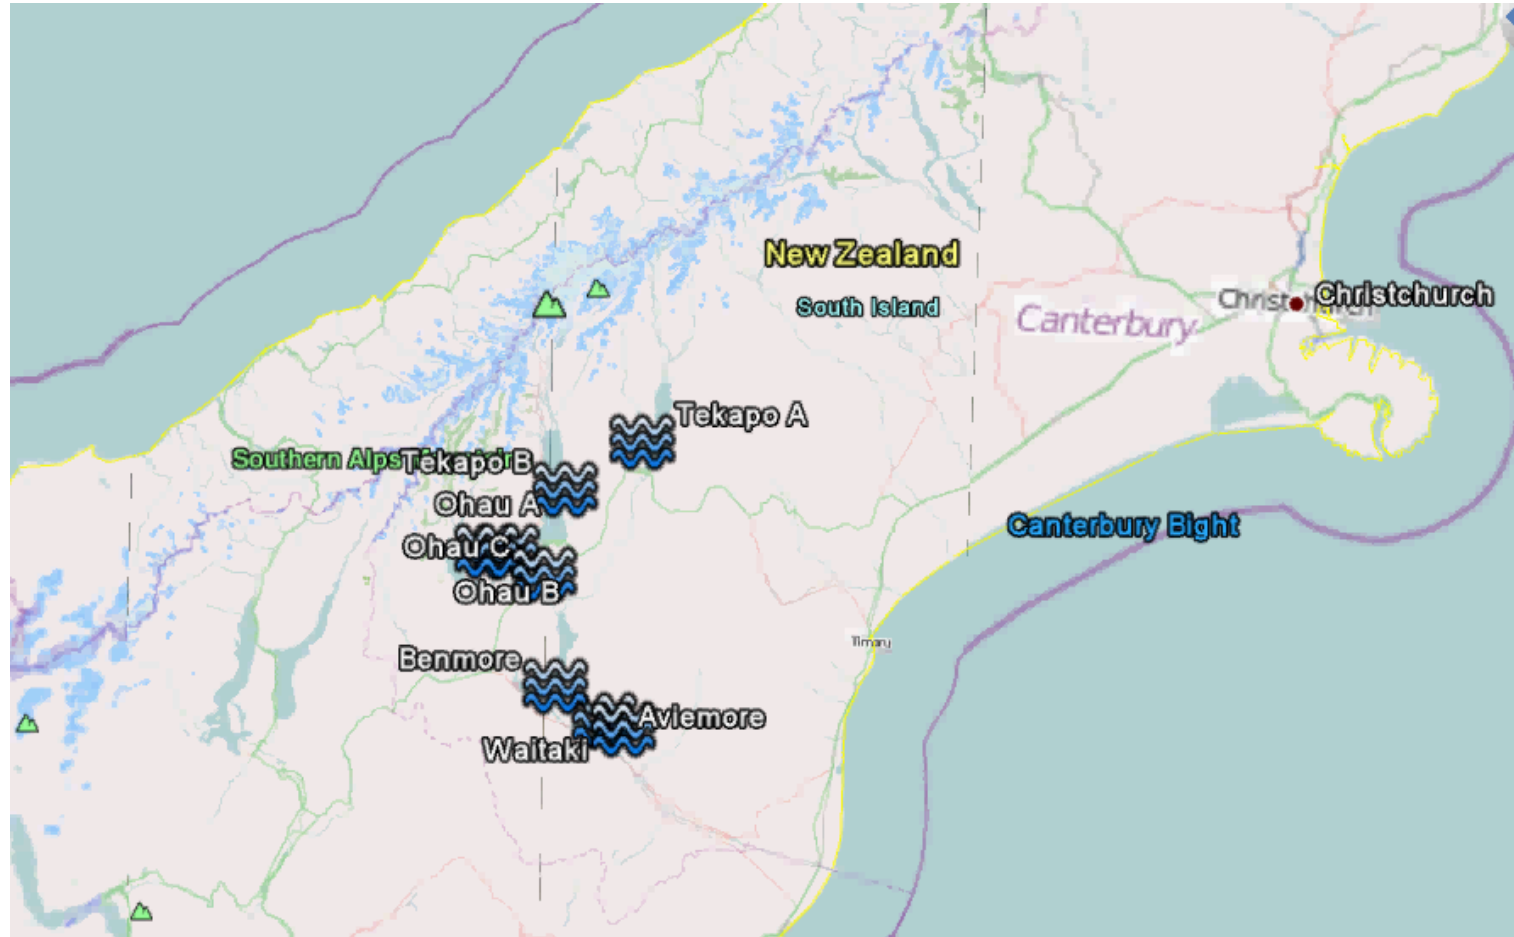 New Zealand
South Island
Canterbury
Christchurch
Christchurch
Tekapo A
Southern Alps
Tekapo B
Ohau A
Canterbury Bight
Ohau C
Ohau B
Timaru
Benmore
Aviemore
Waitaki